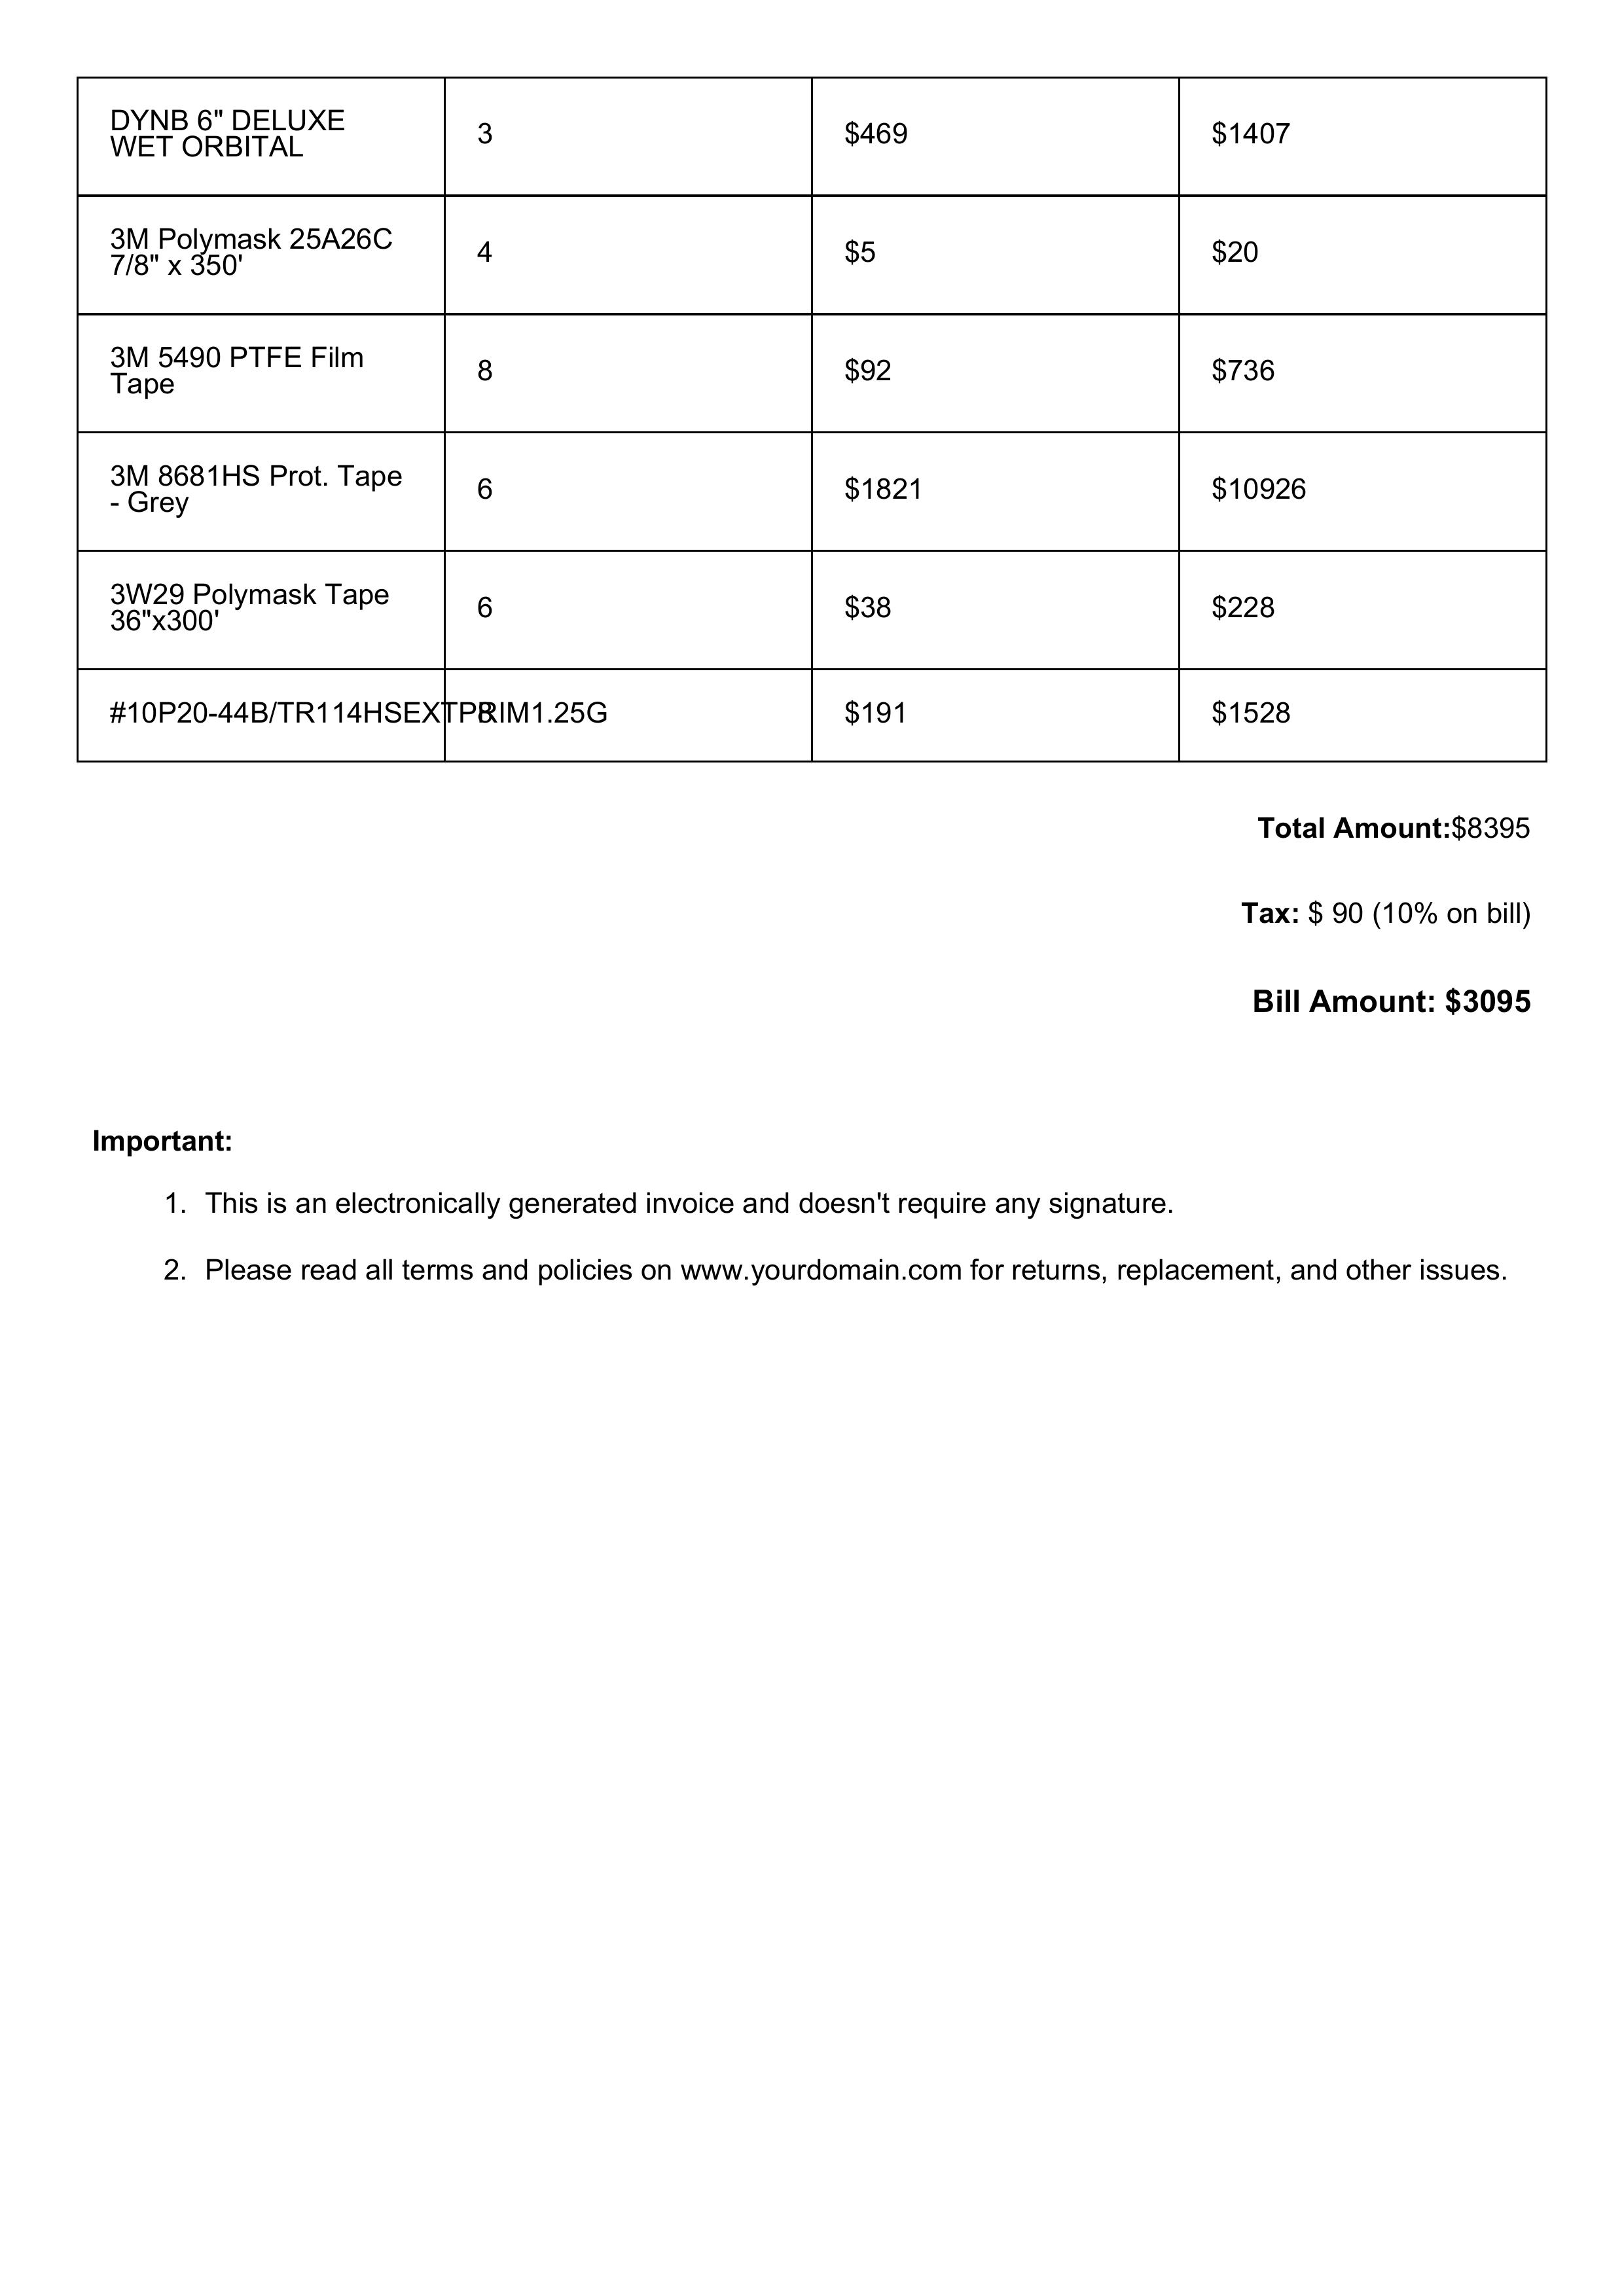 DYNB 6" DELUXE
WET ORBITAL
3
$469
$1407
3M Polymask 25A26C
7/8" x 350'
4
$5
$20
3M 5490 PTFE Film
Tape
8
$92
$736
3M 8681HS Prot. Tape
- Grey
6
$1821
$10926
3W29 Polymask Tape
36"x300'
6
$38
$228
#10P20-44B/TR114HSEXTPRIM1.25G
8
$191
$1528
Total Amount:$8395
Tax: $ 90 (10% on bill)
Bill Amount: $3095
Important:
1. This is an electronically generated invoice and doesn't require any signature.
2. Please read all terms and policies on www.yourdomain.com for returns, replacement, and other issues.